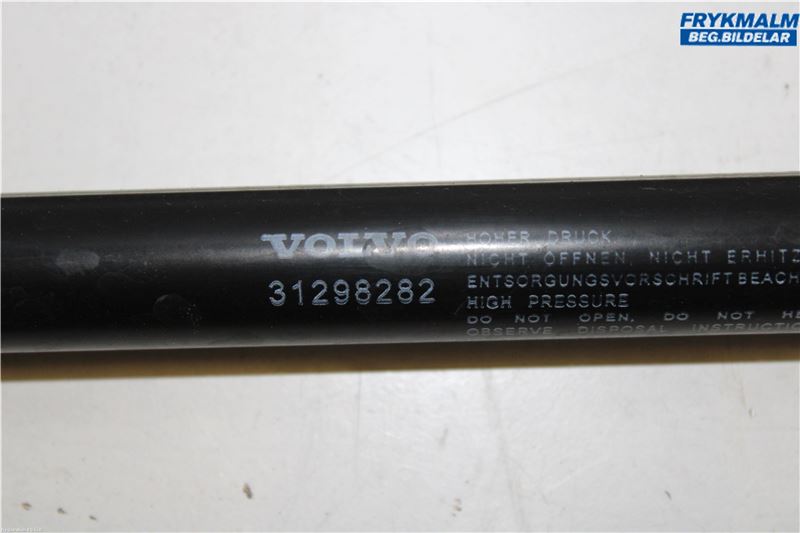 FRYKMALM
BEG.BILDELAR
VOLVO
31298282
HOHER DRUCK
NICHT ÖFFNEN, NICHT ERHITZ
ENTSORGUNGSVORSCHRIFT BEACH
HIGH PRESSURE
DO NOT OPEN, DO NOT HE
OBSERVE DISPOSAL INSTRUCTION